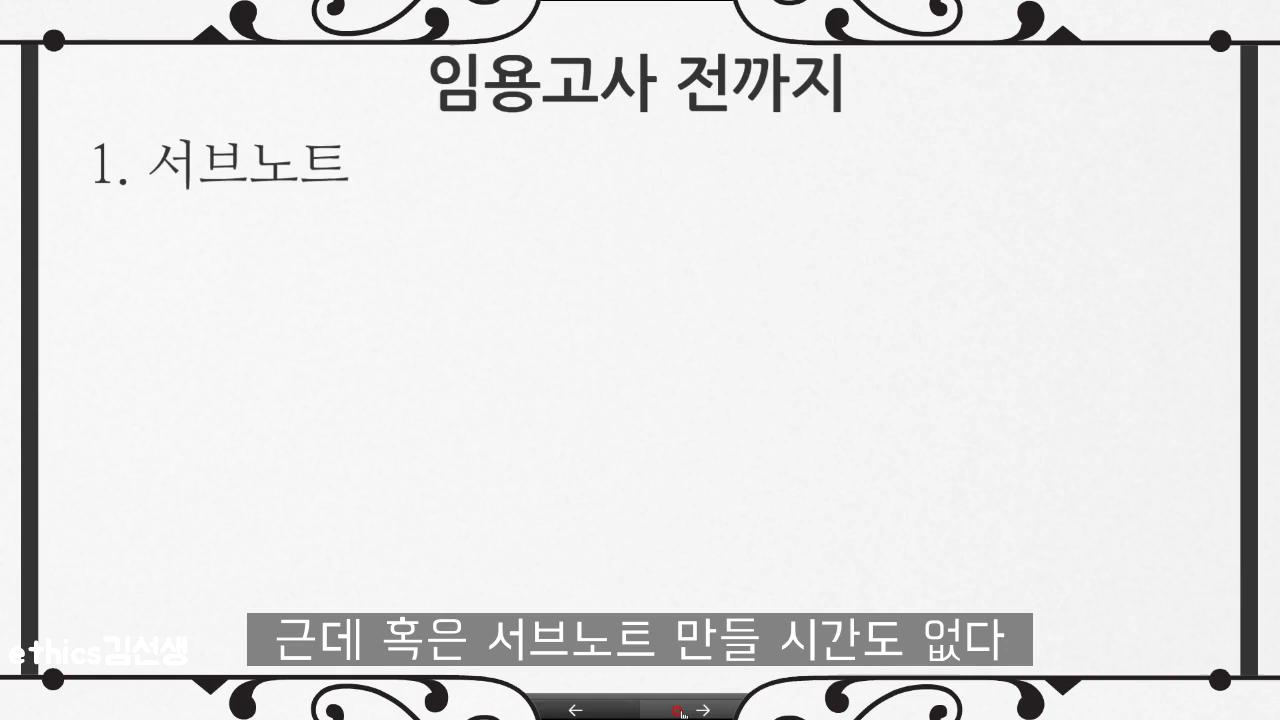 임용고사 전까지
1. 서브노트
근데 혹은 서브노트 만들 시간도 없다
ethics김선생